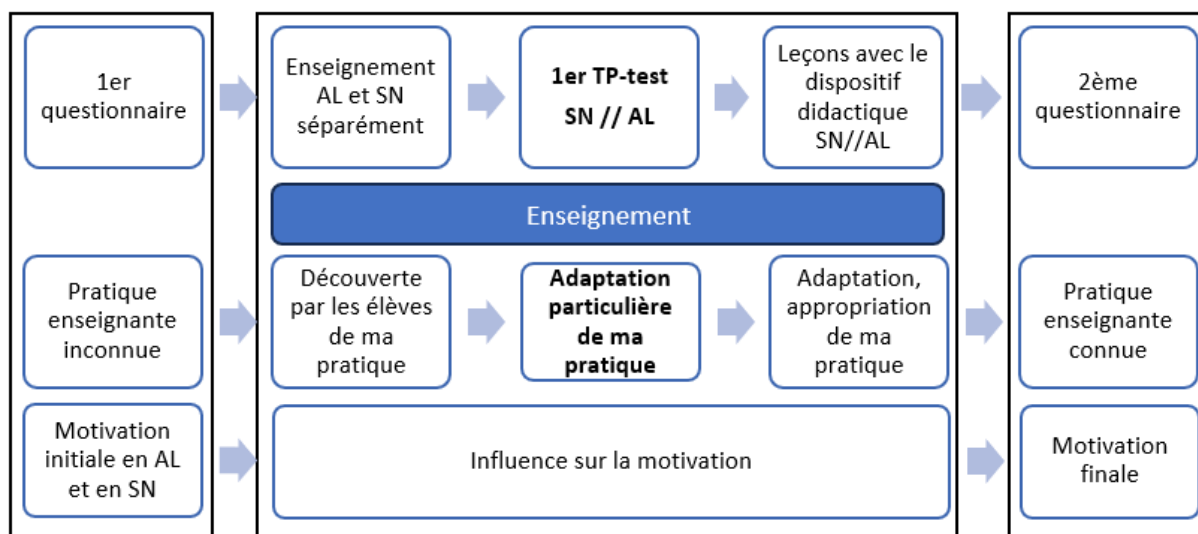 1er
questionnaire
Enseignement
AL et SN
séparément
1er TP-test
SN // AL
Leçons avec le
dispositif
didactique
SN//AL
2ème
questionnaire
Enseignement
Pratique
enseignante
inconnue
Découverte
par les élèves
de ma
pratique
Adaptation
particulière
de ma
pratique
Adaptation,
appropriation
de ma
pratique
Pratique
enseignante
connue
Motivation
initiale en AL
et en SN
Influence sur la motivation
Motivation
finale